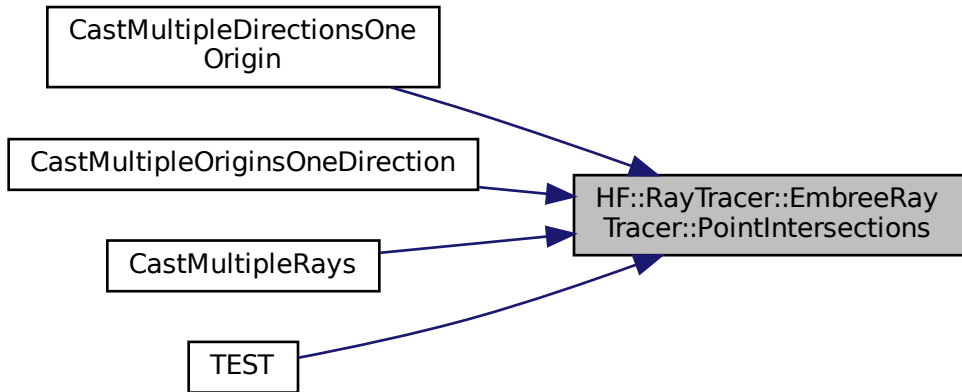 CastMultipleDirectionsOne
Origin
CastMultipleOriginsOneDirection
CastMultipleRays
TEST
HF::RayTracer::EmbreeRay
Tracer::PointIntersections